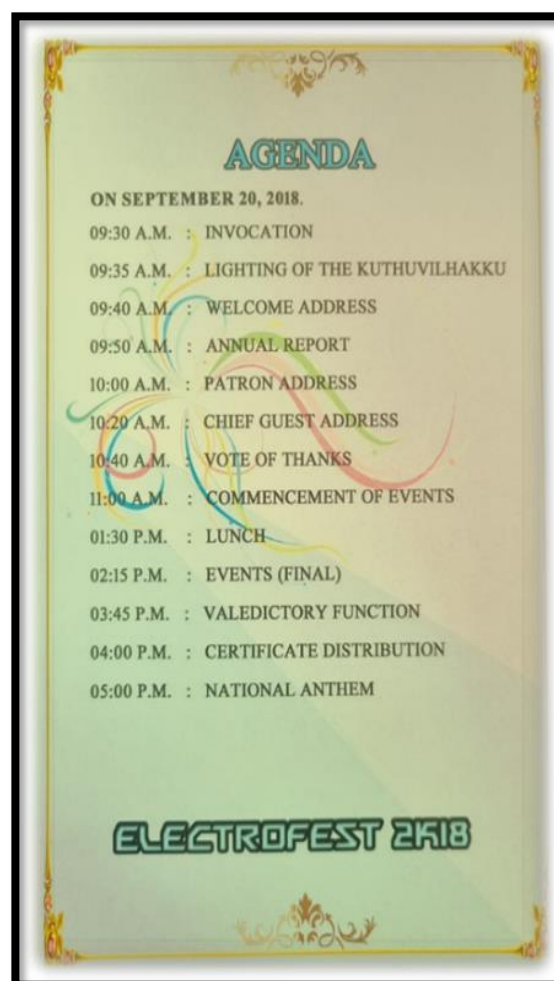 AGENDA
ON SEPTEMBER 20, 2018.
09:30 A.M. : INVOCATION
09:35 A.M. : LIGHTING OF THE KUTHUVILHAKKU
09:40 A.M. : WELCOME ADDRESS
09:50 A.M. : ANNUAL REPORT
10:00 A.M. : PATRON ADDRESS
10:20 A.M. : CHIEF GUEST ADDRESS
10:40 A.M. : VOTE OF THANKS
11:00 A.M. : COMMENCEMENT OF EVENTS
01:30 P.M. : LUNCH
02:15 P.M. : EVENTS (FINAL)
03:45 P.M. : VALEDICTORY FUNCTION
04:00 P.M. : CERTIFICATE DISTRIBUTION
05:00 P.M. : NATIONAL ANTHEM
ELECTROFEST 2K18